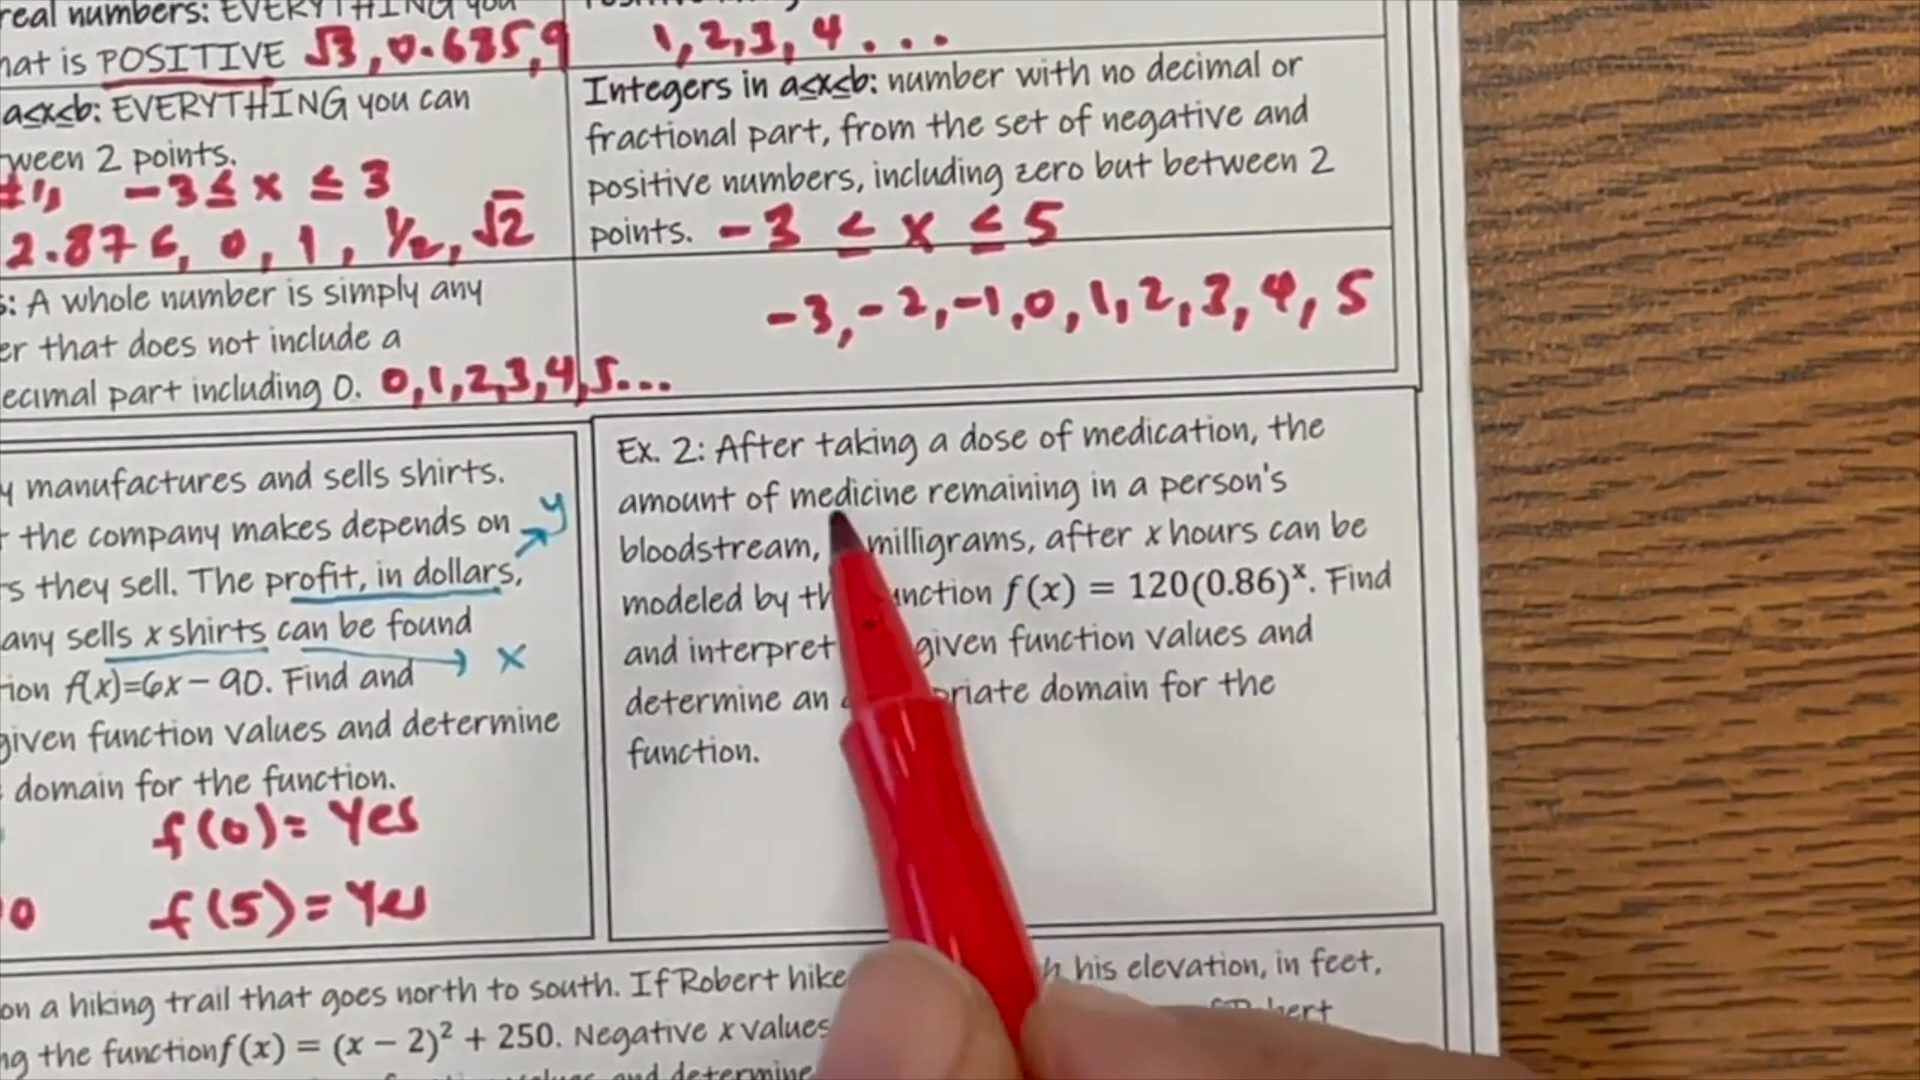 real numbers: EVERYTHING you
hat is POSITIVE √3, 0.685, 9
1, 2, 3, 4...
a≤x≤b: EVERYTHING you can
ween 2 points.
-3 ≤ x ≤ 3
2.876, 0, 1, 1/2, √2
Integers in a≤x≤b: number with no decimal or
fractional part, from the set of negative and
positive numbers, including zero but between 2
points. -3 ≤ x ≤ 5
-3, -2, -1, 0, 1, 2, 3, 4, 5
s: A whole number is simply any
er that does not include a
ecimal part including 0. 0, 1, 2, 3, 4, 5...
y manufactures and sells shirts.
t the company makes depends on
y
s they sell. The profit, in dollars,
any sells x shirts can be found
x
ion f(x)=6x-90. Find and
given function values and determine
domain for the function.
f(0)= Yes
0 f(5)= Yes
Ex. 2: After taking a dose of medication, the
amount of medicine remaining in a person's
bloodstream, milligrams, after x hours can be
modeled by th unction f(x) = 120(0.86)ˣ. Find
and interpret given function values and
determine an priate domain for the
function.
on a hiking trail that goes north to south. If Robert hike h his elevation, in feet,
ng the function f(x) = (x - 2)² + 250. Negative x values
and determine